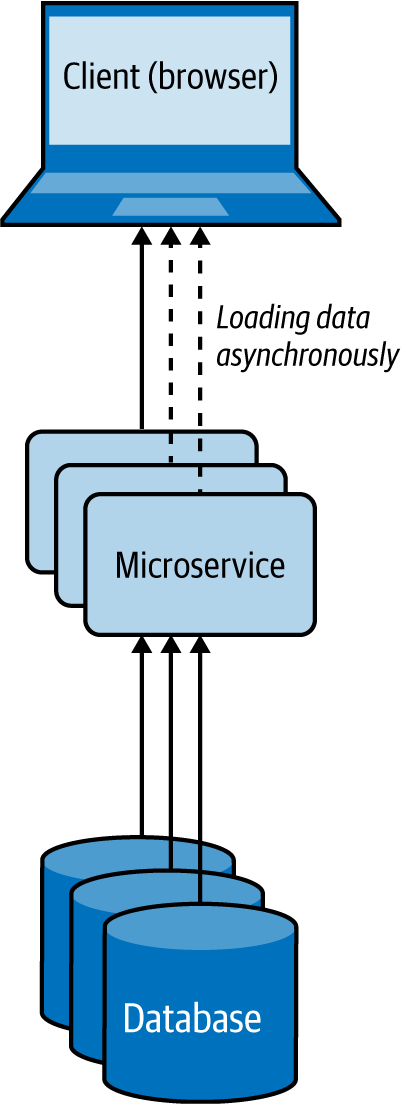 Client (browser)
Loading data
asynchronously
Microservice
Database